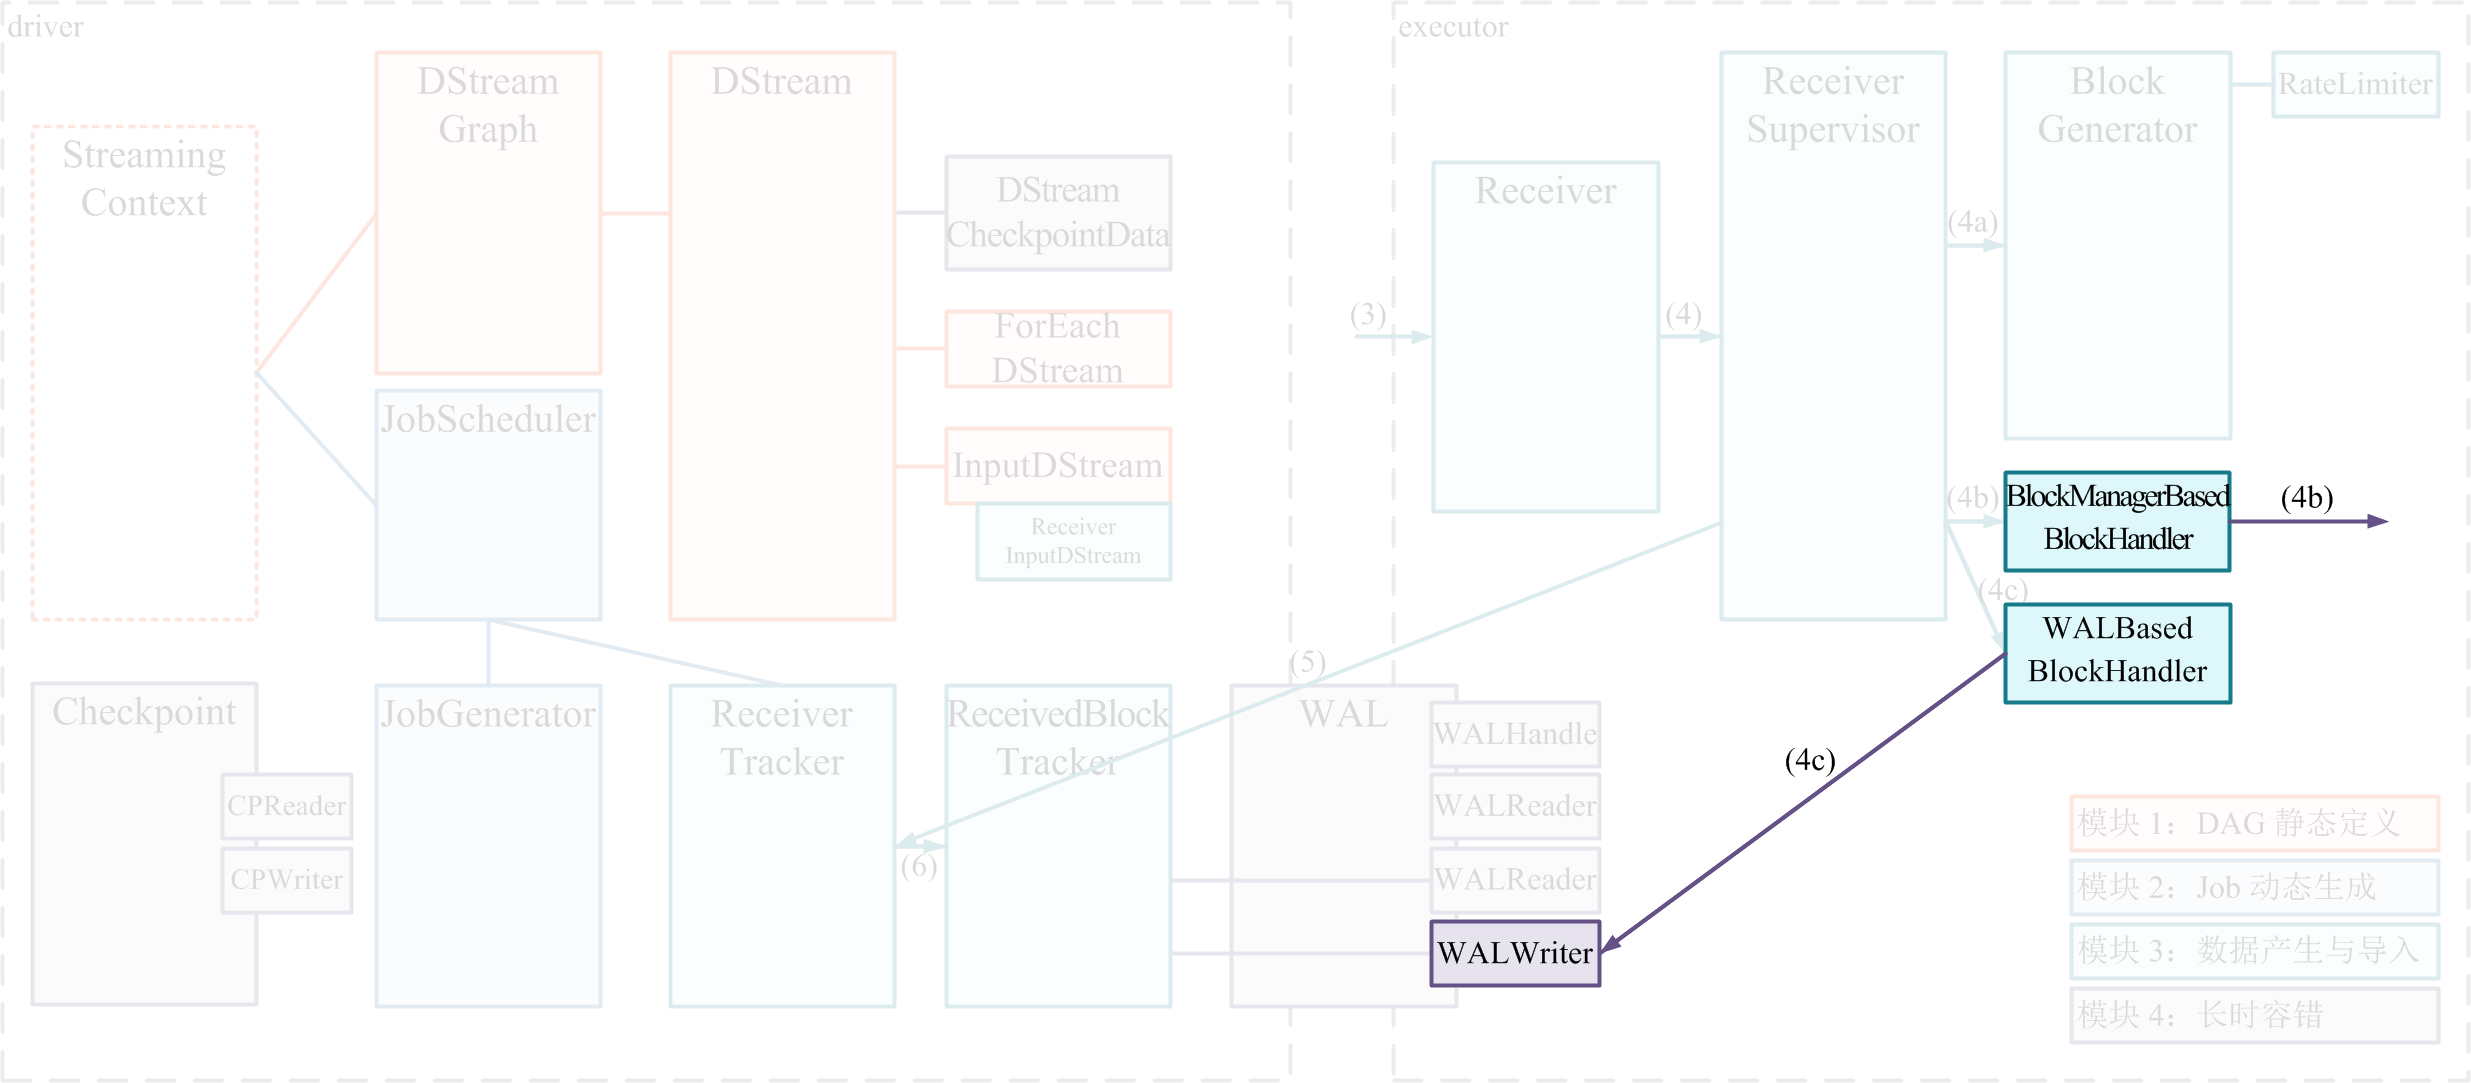 driver
executor
DStream
Graph
DStream
Receiver
Supervisor
Block
Generator
RateLimiter
Streaming
Context
DStream
CheckpointData
Receiver
(4a)
(3)
(4)
ForEach
DStream
JobScheduler
InputDStream
Receiver
InputDStream
(4b)
BlockManagerBased
BlockHandler
(4b)
(4c)
WALBased
BlockHandler
(5)
Checkpoint
JobGenerator
Receiver
Tracker
ReceivedBlock
Tracker
WAL
WALHandle
WALReader
WALReader
WALWriter
(4c)
CPReader
CPWriter
(6)
模块 1：DAG 静态定义
模块 2：Job 动态生成
模块 3：数据产生与导入
模块 4：长时容错